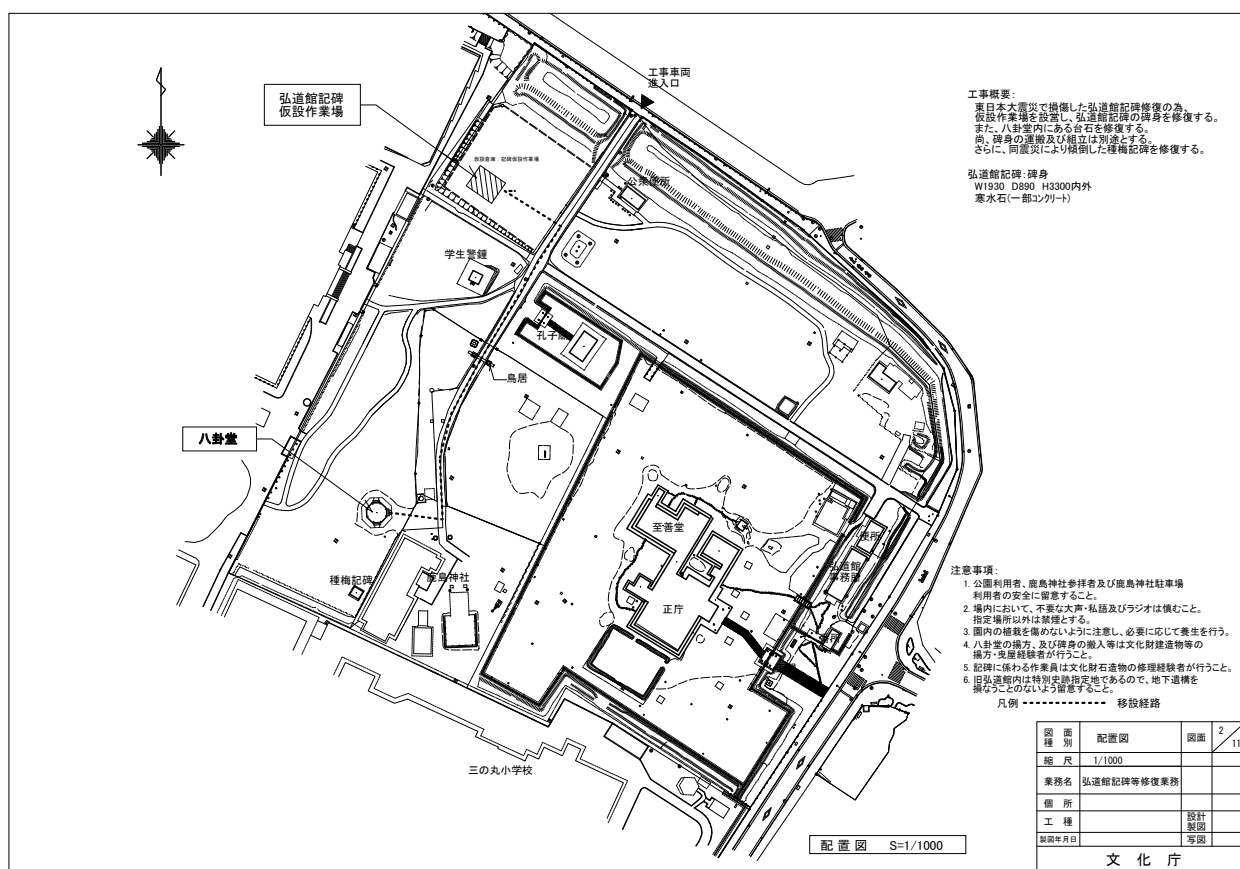 工事車両
進入口
弘道館記碑
仮設作業場
工事概要:
東日本大震災で損傷した弘道館記碑修復の為、
仮設作業場を設営し、弘道館記碑の碑身を修復する。
また、八卦堂内にある台石を修復する。
尚、碑身の運搬及び組立は別途とする。
さらに、同震災により傾倒した種梅記碑を修復する。
弘道館記碑:碑身
W1930 D890 H3300内外
寒水石(一部コンクリート)
仮設倉庫:記碑仮設作業場
公衆便所
学生警鐘
孔子廟
鳥居
八卦堂
至善堂
便所
弘道館
事務所
種梅記碑
鹿島神社
正庁
三の丸小学校
注意事項:
1. 公園利用者、鹿島神社参拝者及び鹿島神社駐車場
利用者の安全に留意すること。
2. 場内において、不要な大声・私語及びラジオは慎むこと。
指定場所以外は禁煙とする。
3. 園内の植栽を傷めないように注意し、必要に応じて養生を行う。
4. 八卦堂の揚方、及び碑身の搬入等は文化財建造物等の
揚方・曳屋経験者が行うこと。
5. 記碑に係わる作業員は文化財石造物の修理経験者が行うこと。
6. 旧弘道館内は特別史跡指定地であるので、地下遺構を
損なうことのないよう留意すること。
凡例 移設経路
図面種別 配置図 図面 2/11
縮尺 1/1000
業務名 弘道館記碑等修復業務
個所
工種 設計製図
製図年月日 写図
文化庁
配置図 S=1/1000